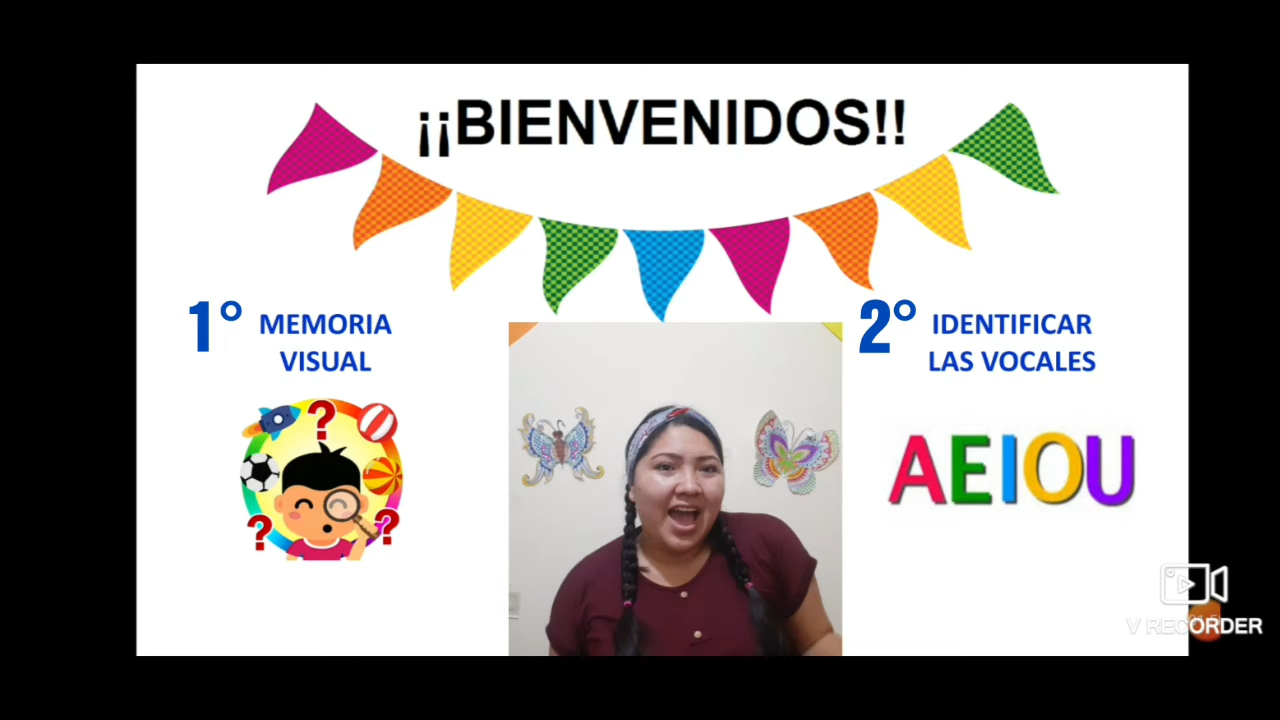 ¡¡BIENVENIDOS!!
1° MEMORIA
VISUAL
2° IDENTIFICAR
LAS VOCALES
AEIOU
V RECORDER